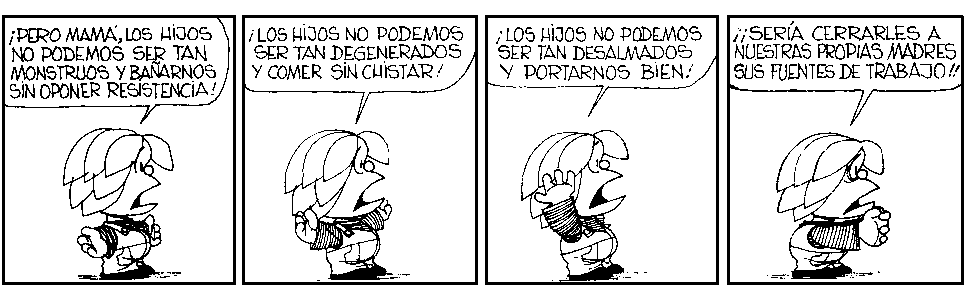 ¡PERO MAMÁ, LOS HIJOS
NO PODEMOS SER TAN
MONSTRUOS Y BAÑARNOS
SIN OPONER RESISTENCIA!
¡LOS HIJOS NO PODEMOS
SER TAN DEGENERADOS
Y COMER SIN CHISTAR!
¡LOS HIJOS NO PODEMOS
SER TAN DESALMADOS
Y PORTARNOS BIEN!
¡¡SERÍA CERRARLES A
NUESTRAS PROPIAS MADRES
SUS FUENTES DE TRABAJO!!